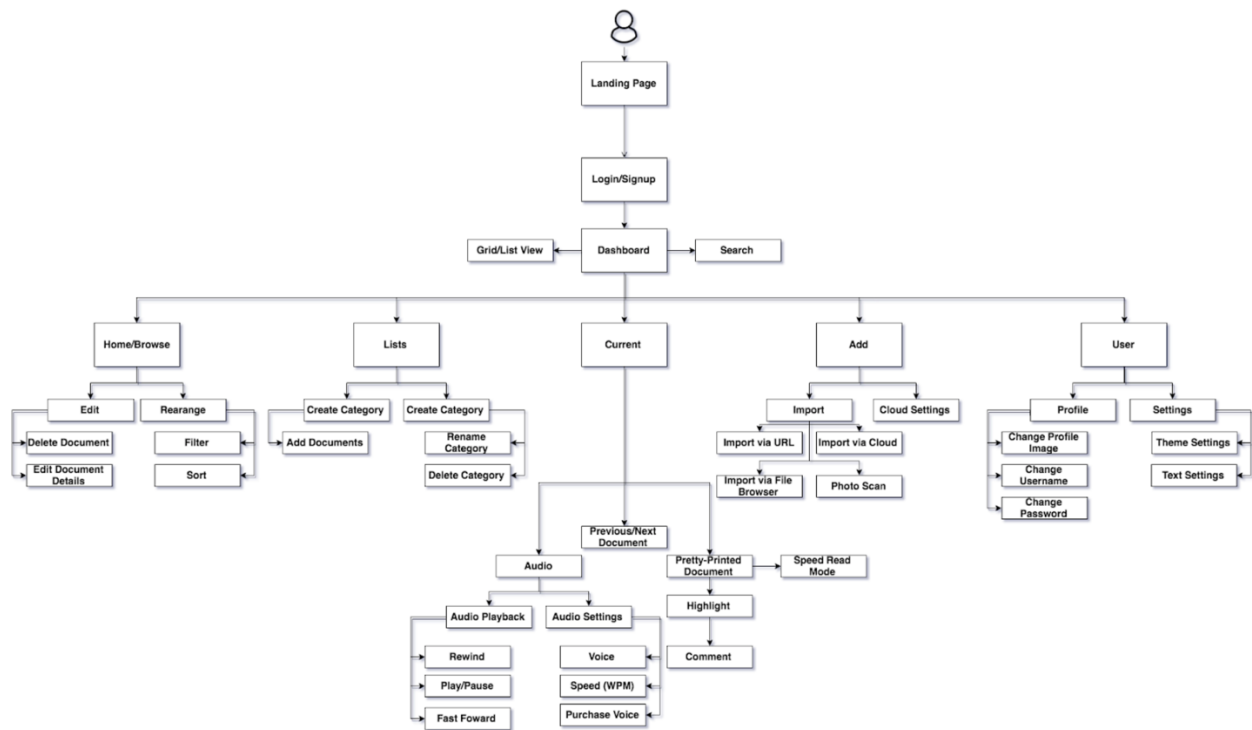 Landing Page
Login/Signup
Grid/List View
Dashboard
Search
Home/Browse
Lists
Current
Add
User
Edit
Rearange
Create Category
Create Category
Import
Cloud Settings
Profile
Settings
Delete Document
Filter
Add Documents
Rename
Category
Import via URL
Import via Cloud
Change Profile
Image
Theme Settings
Edit Document
Details
Sort
Delete Category
Import via File
Browser
Photo Scan
Change
Username
Text Settings
Change
Password
Previous/Next
Document
Audio
Pretty-Printed
Document
Speed Read
Mode
Highlight
Audio Playback
Audio Settings
Rewind
Voice
Comment
Play/Pause
Speed (WPM)
Fast Foward
Purchase Voice